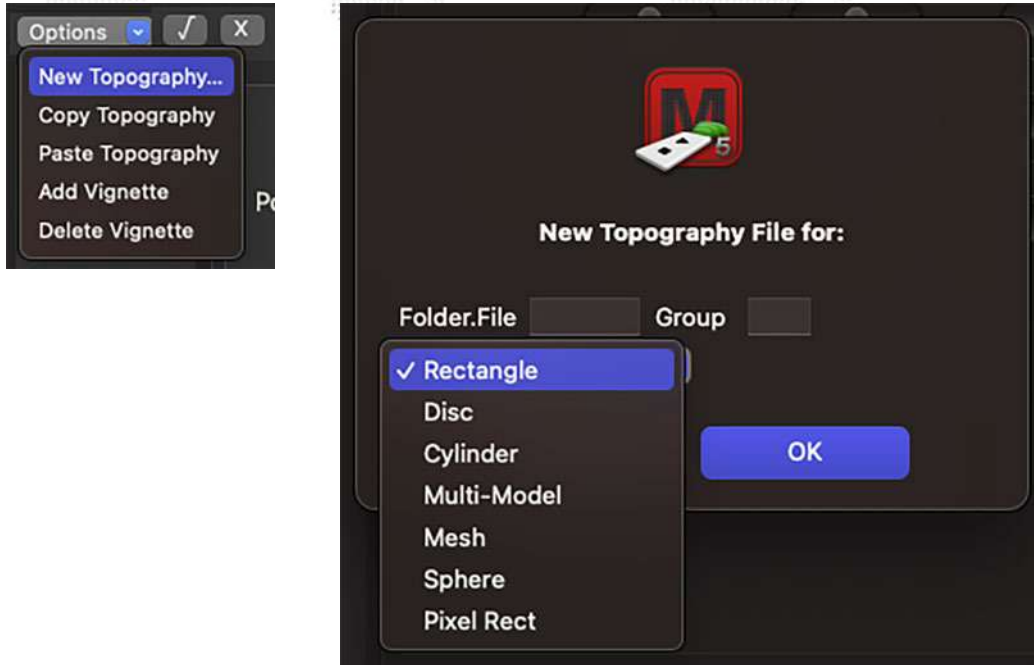 Options √ X
New Topography...
Copy Topography
Paste Topography
Add Vignette
Delete Vignette
M
5
New Topography File for:
Folder.File Group
✓ Rectangle
Disc
Cylinder
Multi-Model
Mesh
Sphere
Pixel Rect
OK